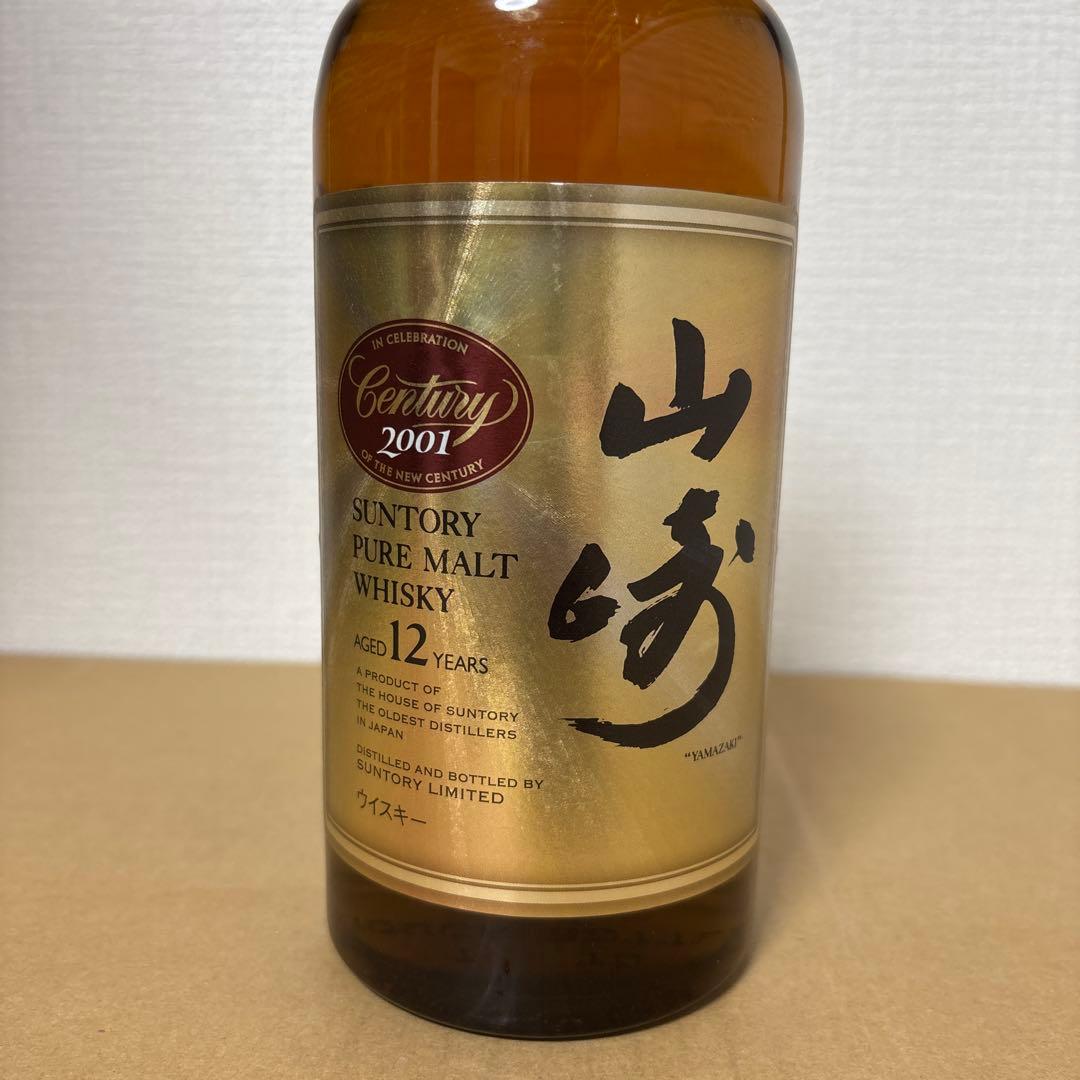 IN CELEBRATION
Century
2001
OF THE NEW CENTURY
SUNTORY
PURE MALT
WHISKY
AGED 12 YEARS
A PRODUCT OF
THE HOUSE OF SUNTORY
THE OLDEST DISTILLERS
IN JAPAN
DISTILLED AND BOTTLED BY
SUNTORY LIMITED
ウイスキー
山崎
"YAMAZAKI"